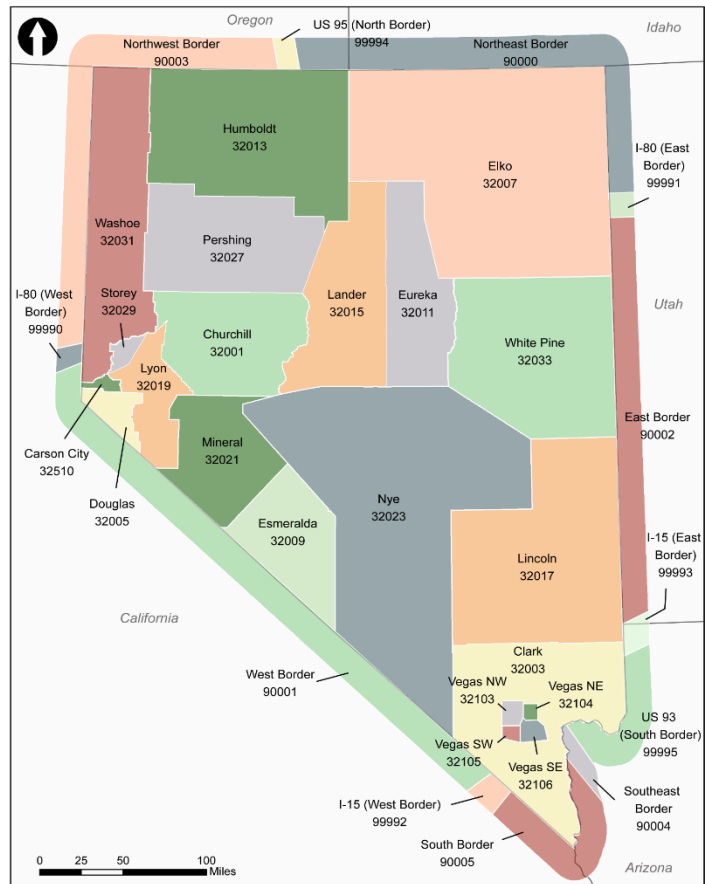 Oregon
US 95 (North Border)
99994
Idaho
Northwest Border
90003
Northeast Border
90000
Humboldt
32013
Elko
32007
I-80 (East
Border)
99991
Washoe
32031
Pershing
32027
I-80 (West
Border)
99990
Storey
32029
Lander
32015
Eureka
32011
Utah
Churchill
32001
White Pine
32033
Lyon
32019
East Border
90002
Carson City
32510
Mineral
32021
Douglas
32005
Nye
32023
Esmeralda
32009
I-15 (East
Border)
99993
Lincoln
32017
California
Clark
32003
West Border
90001
Vegas NW
32103
Vegas NE
32104
US 93
(South Border)
99995
Vegas SW
32105
Vegas SE
32106
Southeast
Border
90004
I-15 (West Border)
99992
South Border
90005
Arizona
0 25 50 100
Miles